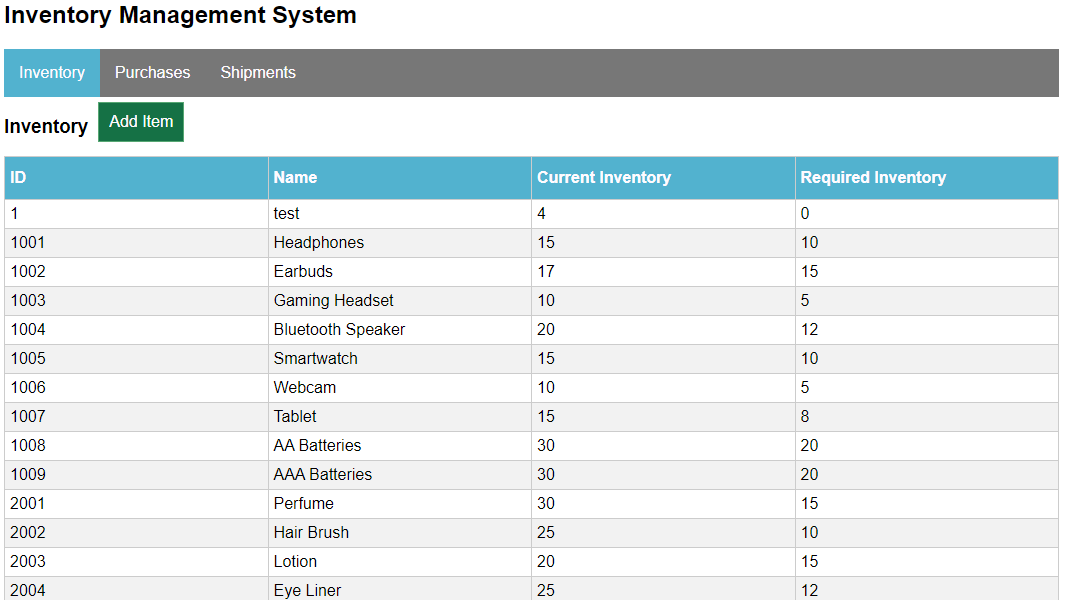 Inventory Management System
Inventory Purchases Shipments
Inventory Add Item
ID Name Current Inventory Required Inventory
1 test 4 0
1001 Headphones 15 10
1002 Earbuds 17 15
1003 Gaming Headset 10 5
1004 Bluetooth Speaker 20 12
1005 Smartwatch 15 10
1006 Webcam 10 5
1007 Tablet 15 8
1008 AA Batteries 30 20
1009 AAA Batteries 30 20
2001 Perfume 30 15
2002 Hair Brush 25 10
2003 Lotion 20 15
2004 Eye Liner 25 12